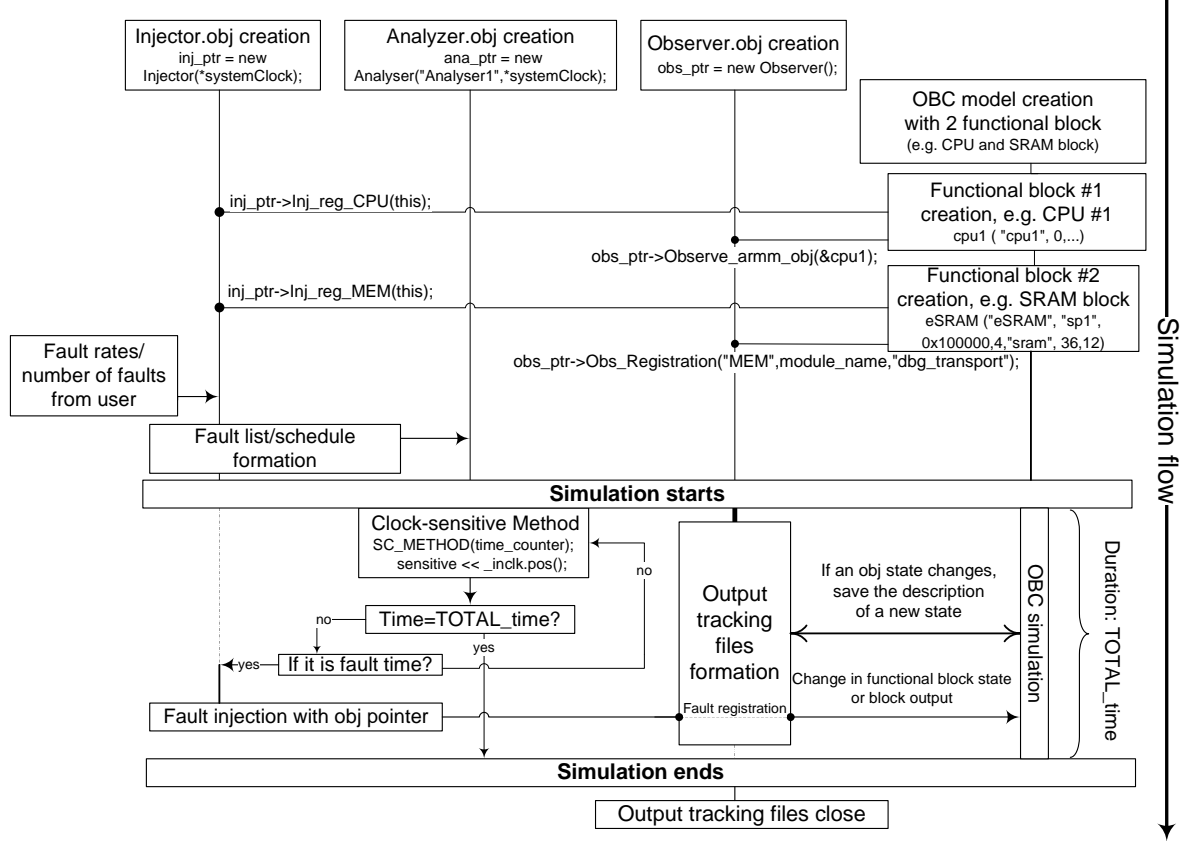 Injector.obj creation
inj_ptr = new
Injector(*systemClock);
Analyzer.obj creation
ana_ptr = new
Analyser("Analyser1",*systemClock);
Observer.obj creation
obs_ptr = new Observer();
OBC model creation
with 2 functional block
(e.g. CPU and SRAM block)
inj_ptr->Inj_reg_CPU(this);
Functional block #1
creation, e.g. CPU #1
cpu1 ( "cpu1", 0,...)
obs_ptr->Observe_armm_obj(&cpu1);
inj_ptr->Inj_reg_MEM(this);
Functional block #2
creation, e.g. SRAM block
eSRAM ("eSRAM", "sp1",
0x100000,4,"sram", 36,12)
obs_ptr->Obs_Registration("MEM",module_name,"dbg_transport");
Fault rates/
number of faults
from user
Fault list/schedule
formation
Simulation flow
Simulation starts
Clock-sensitive Method
SC_METHOD(time_counter);
sensitive << _inclk.pos();
no
Time=TOTAL_time?
no
yes
If it is fault time?
yes
Fault injection with obj pointer
Output
tracking
files
formation
Fault registration
If an obj state changes,
save the description
of a new state
Change in functional block state
or block output
OBC simulation
Duration: TOTAL_time
Simulation ends
Output tracking files close